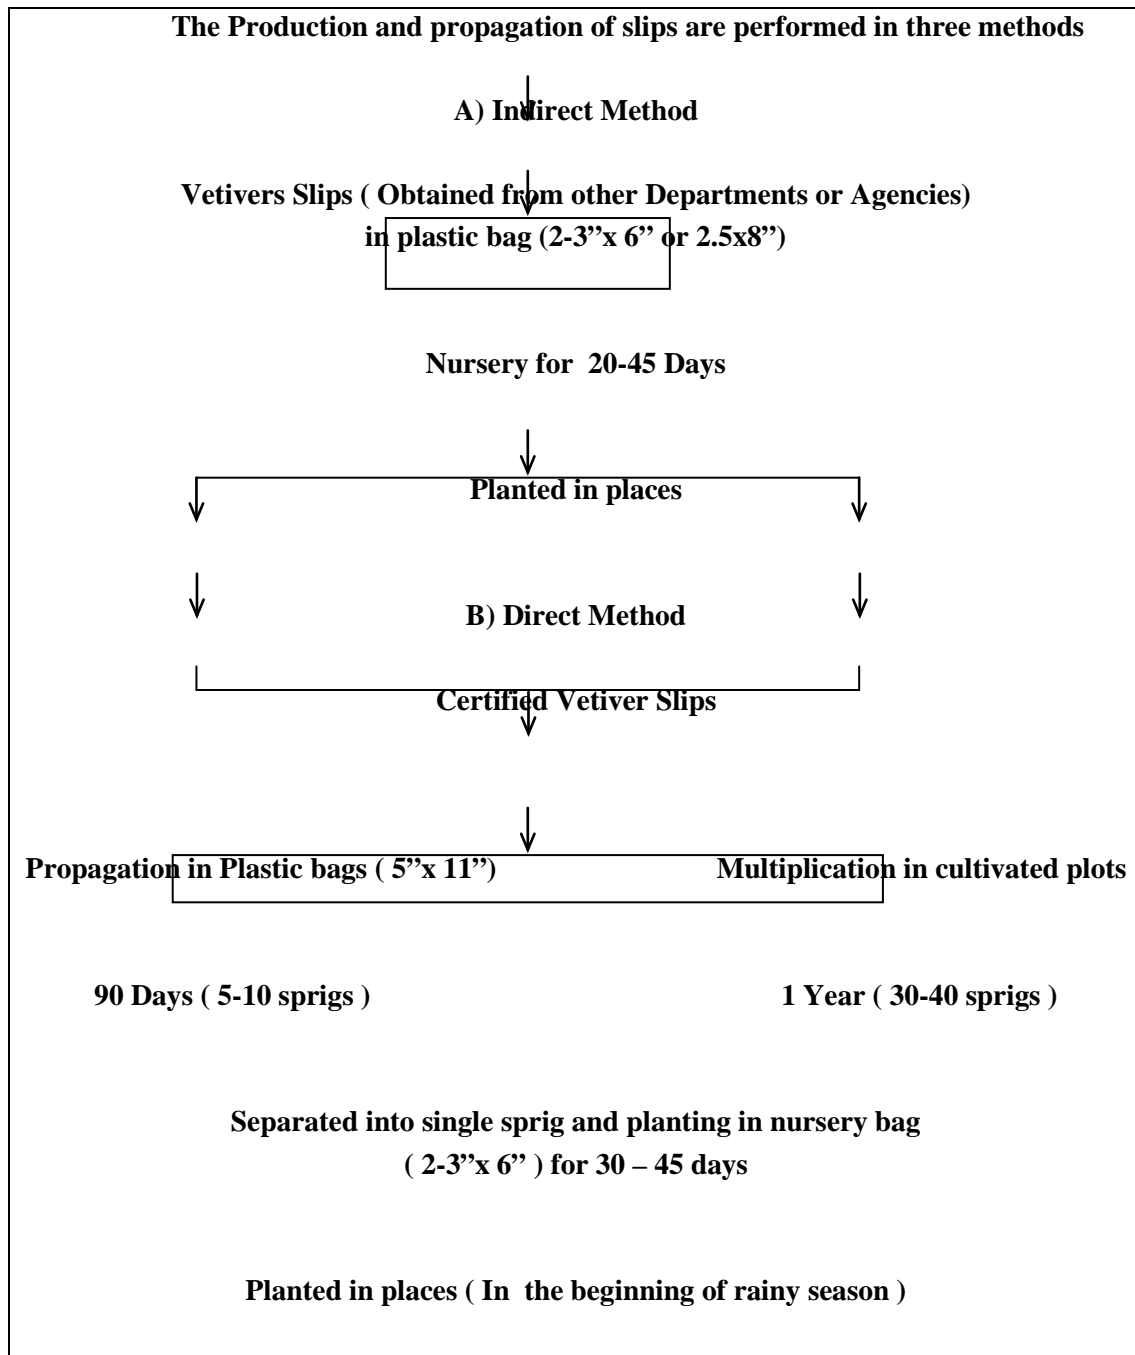 The Production and propagation of slips are performed in three methods
A) Indirect Method
Vetivers Slips ( Obtained from other Departments or Agencies)
in plastic bag (2-3”x 6” or 2.5x8”)
Nursery for  20-45 Days
Planted in places
B) Direct Method
Certified Vetiver Slips
Propagation in Plastic bags ( 5”x 11”)
Multiplication in cultivated plots
90 Days ( 5-10 sprigs )
1 Year ( 30-40 sprigs )
Separated into single sprig and planting in nursery bag
( 2-3”x 6” ) for 30 – 45 days
Planted in places ( In  the beginning of rainy season )